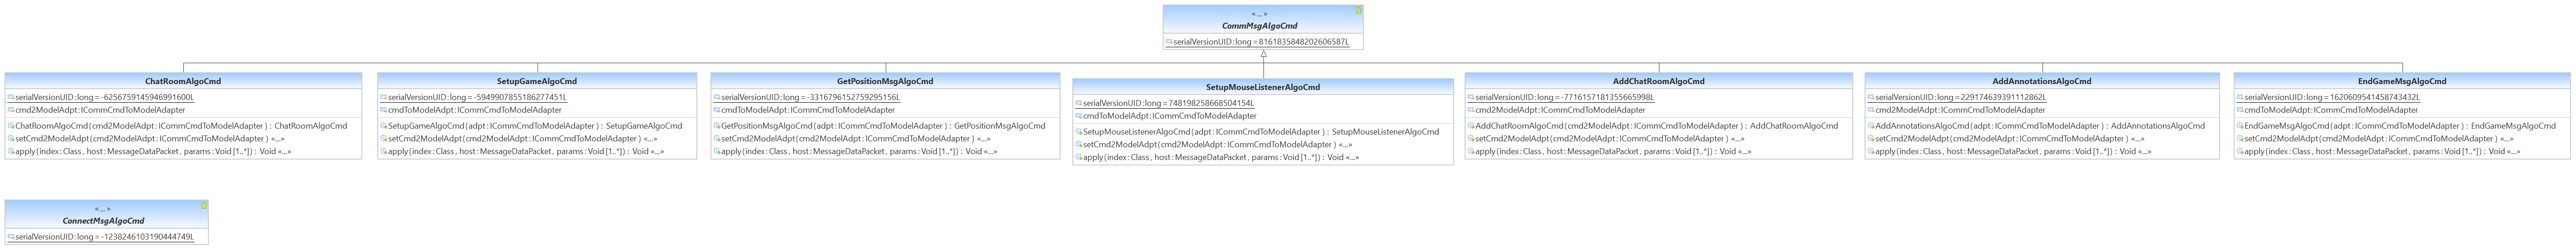 «...»
CommMsgAlgoCmd
serialVersionUID:long = 8161835848202606587L
ChatRoomAlgoCmd
serialVersionUID:long = -6256759145946991600L
cmd2ModelAdpt:ICommCmdToModelAdapter
ChatRoomAlgoCmd(cmd2ModelAdpt:ICommCmdToModelAdapter ) : ChatRoomAlgoCmd
setCmd2ModelAdpt(cmd2ModelAdpt:ICommCmdToModelAdapter ) «...»
apply(index:Class, host:MessageDataPacket, params:Void [1..*]) : Void «...»
SetupGameAlgoCmd
serialVersionUID:long = -5949907855186277451L
cmdToModelAdpt:ICommCmdToModelAdapter
SetupGameAlgoCmd(adpt:ICommCmdToModelAdapter ) : SetupGameAlgoCmd
setCmd2ModelAdpt(cmd2ModelAdpt:ICommCmdToModelAdapter ) «...»
apply(index:Class, host:MessageDataPacket, params:Void [1..*]) : Void «...»
GetPositionMsgAlgoCmd
serialVersionUID:long = -3316796152759295156L
cmdToModelAdpt:ICommCmdToModelAdapter
GetPositionMsgAlgoCmd(adpt:ICommCmdToModelAdapter ) : GetPositionMsgAlgoCmd
setCmd2ModelAdpt(cmd2ModelAdpt:ICommCmdToModelAdapter ) «...»
apply(index:Class, host:MessageDataPacket, params:Void [1..*]) : Void «...»
SetupMouseListenerAlgoCmd
serialVersionUID:long = 748198258668504154L
cmdToModelAdpt:ICommCmdToModelAdapter
SetupMouseListenerAlgoCmd(adpt:ICommCmdToModelAdapter ) : SetupMouseListenerAlgoCmd
setCmd2ModelAdpt(cmd2ModelAdpt:ICommCmdToModelAdapter ) «...»
apply(index:Class, host:MessageDataPacket, params:Void [1..*]) : Void «...»
AddChatRoomAlgoCmd
serialVersionUID:long = -7716157181355665998L
cmd2ModelAdpt:ICommCmdToModelAdapter
AddChatRoomAlgoCmd(cmd2ModelAdpt:ICommCmdToModelAdapter ) : AddChatRoomAlgoCmd
setCmd2ModelAdpt(cmd2ModelAdpt:ICommCmdToModelAdapter ) «...»
apply(index:Class, host:MessageDataPacket, params:Void [1..*]) : Void «...»
AddAnnotationsAlgoCmd
serialVersionUID:long = 2291746393911128​62L
cmd2ModelAdpt:ICommCmdToModelAdapter
AddAnnotationsAlgoCmd(adpt:ICommCmdToModelAdapter ) : AddAnnotationsAlgoCmd
setCmd2ModelAdpt(cmd2ModelAdpt:ICommCmdToModelAdapter ) «...»
apply(index:Class, host:MessageDataPacket, params:Void [1..*]) : Void «...»
EndGameMsgAlgoCmd
serialVersionUID:long = 1620609541458743432L
cmdToModelAdpt:ICommCmdToModelAdapter
EndGameMsgAlgoCmd(adpt:ICommCmdToModelAdapter ) : EndGameMsgAlgoCmd
setCmd2ModelAdpt(cmd2ModelAdpt:ICommCmdToModelAdapter ) «...»
apply(index:Class, host:MessageDataPacket, params:Void [1..*]) : Void «...»
«...»
ConnectMsgAlgoCmd
serialVersionUID:long = -1238246103190444749L